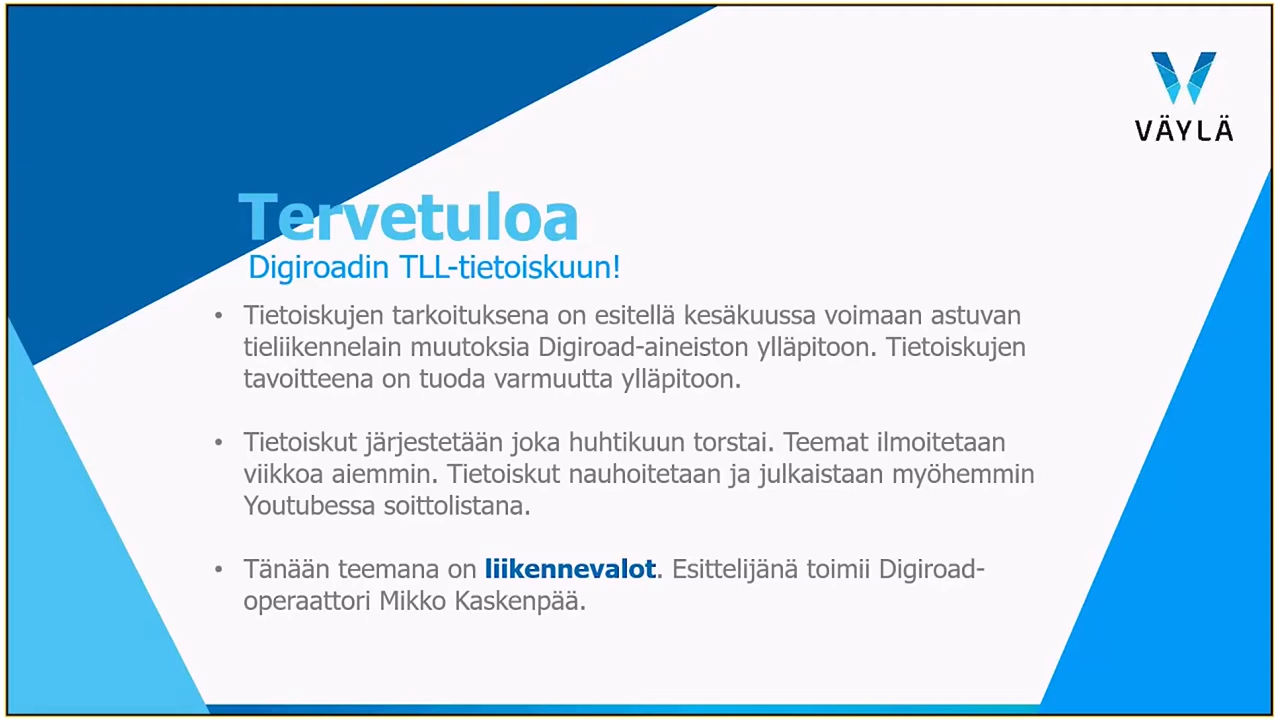 VÄYLÄ
Tervetuloa
Digiroadin TLL-tietoiskuun!
• Tietoiskujen tarkoituksena on esitellä kesäkuussa voimaan astuvan
tieliikennelain muutoksia Digiroad-aineiston ylläpitoon. Tietoiskujen
tavoitteena on tuoda varmuutta ylläpitoon.
• Tietoiskut järjestetään joka huhtikuun torstai. Teemat ilmoitetaan
viikkoa aiemmin. Tietoiskut nauhoitetaan ja julkaistaan myöhemmin
Youtubessa soittolistana.
• Tänään teemana on liikennevalot. Esittelijänä toimii Digiroad-
operaattori Mikko Kaskenpää.